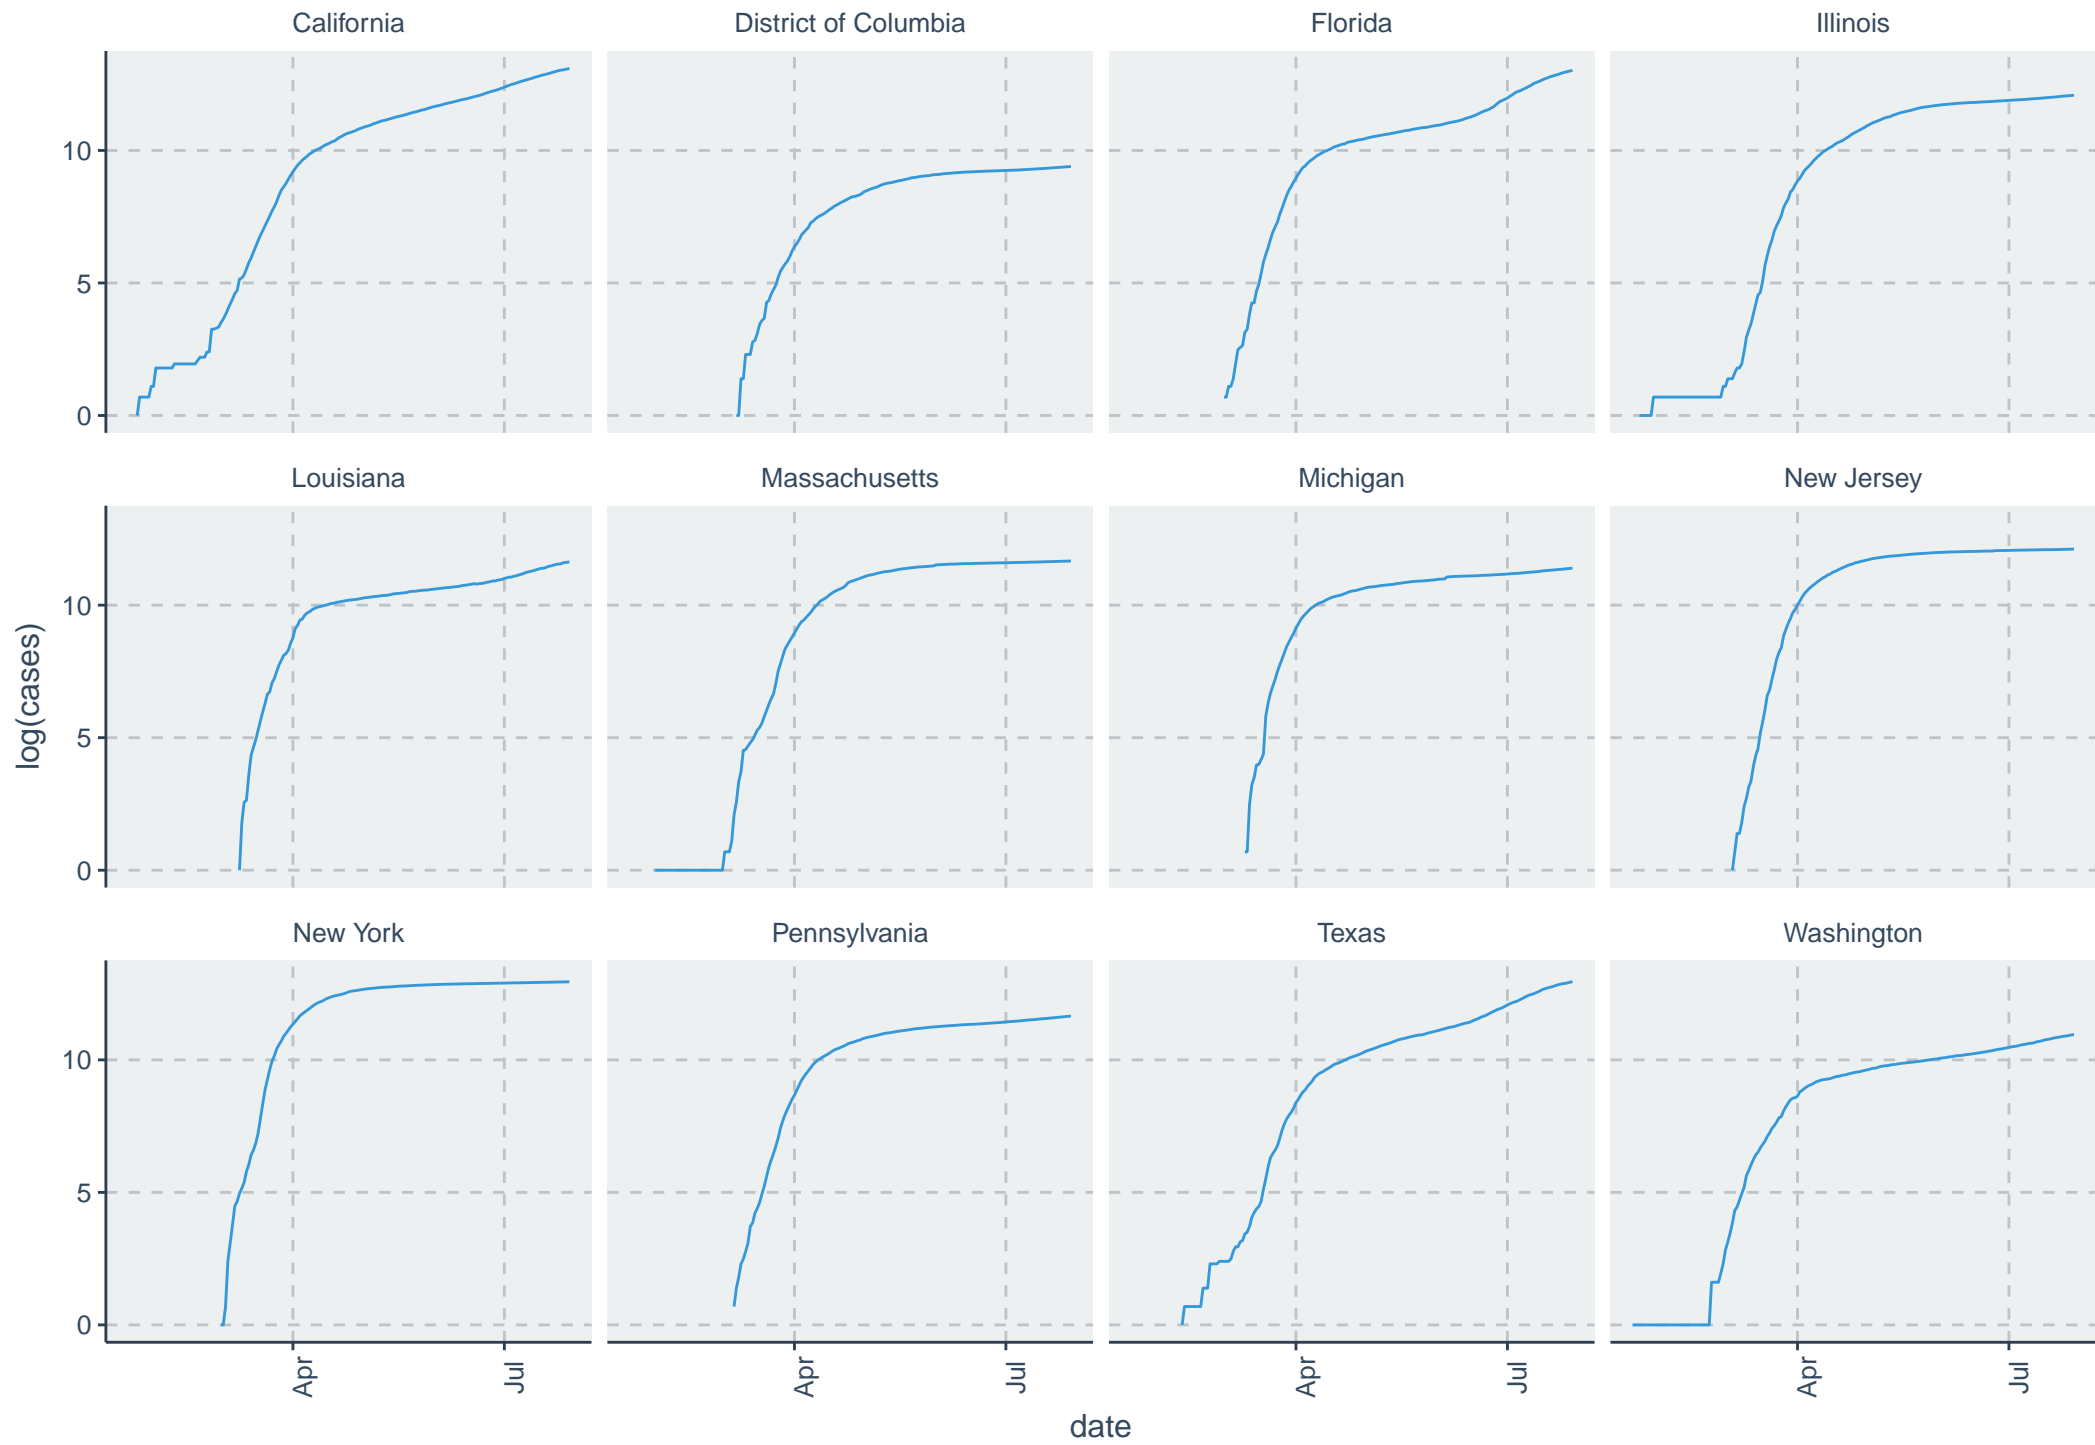 California
District of Columbia
Florida
Illinois
10
5
0
Louisiana
Massachusetts
Michigan
New Jersey
log(cases)
10
5
0
New York
Pennsylvania
Texas
Washington
10
5
0
Apr
Jul
Apr
Jul
Apr
Jul
Apr
Jul
date